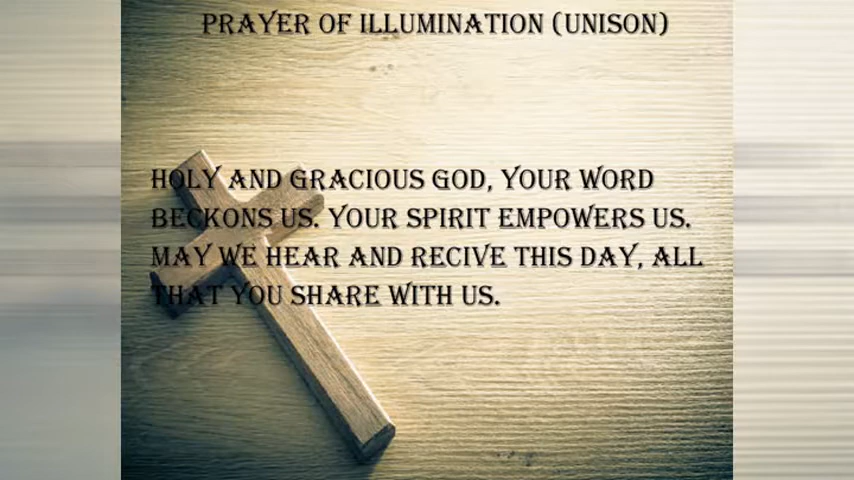 PRAYER OF ILLUMINATION (UNISON)
HOLY AND GRACIOUS GOD, YOUR WORD
BECKONS US. YOUR SPIRIT EMPOWERS US.
MAY WE HEAR AND RECIVE THIS DAY, ALL
THAT YOU SHARE WITH US.